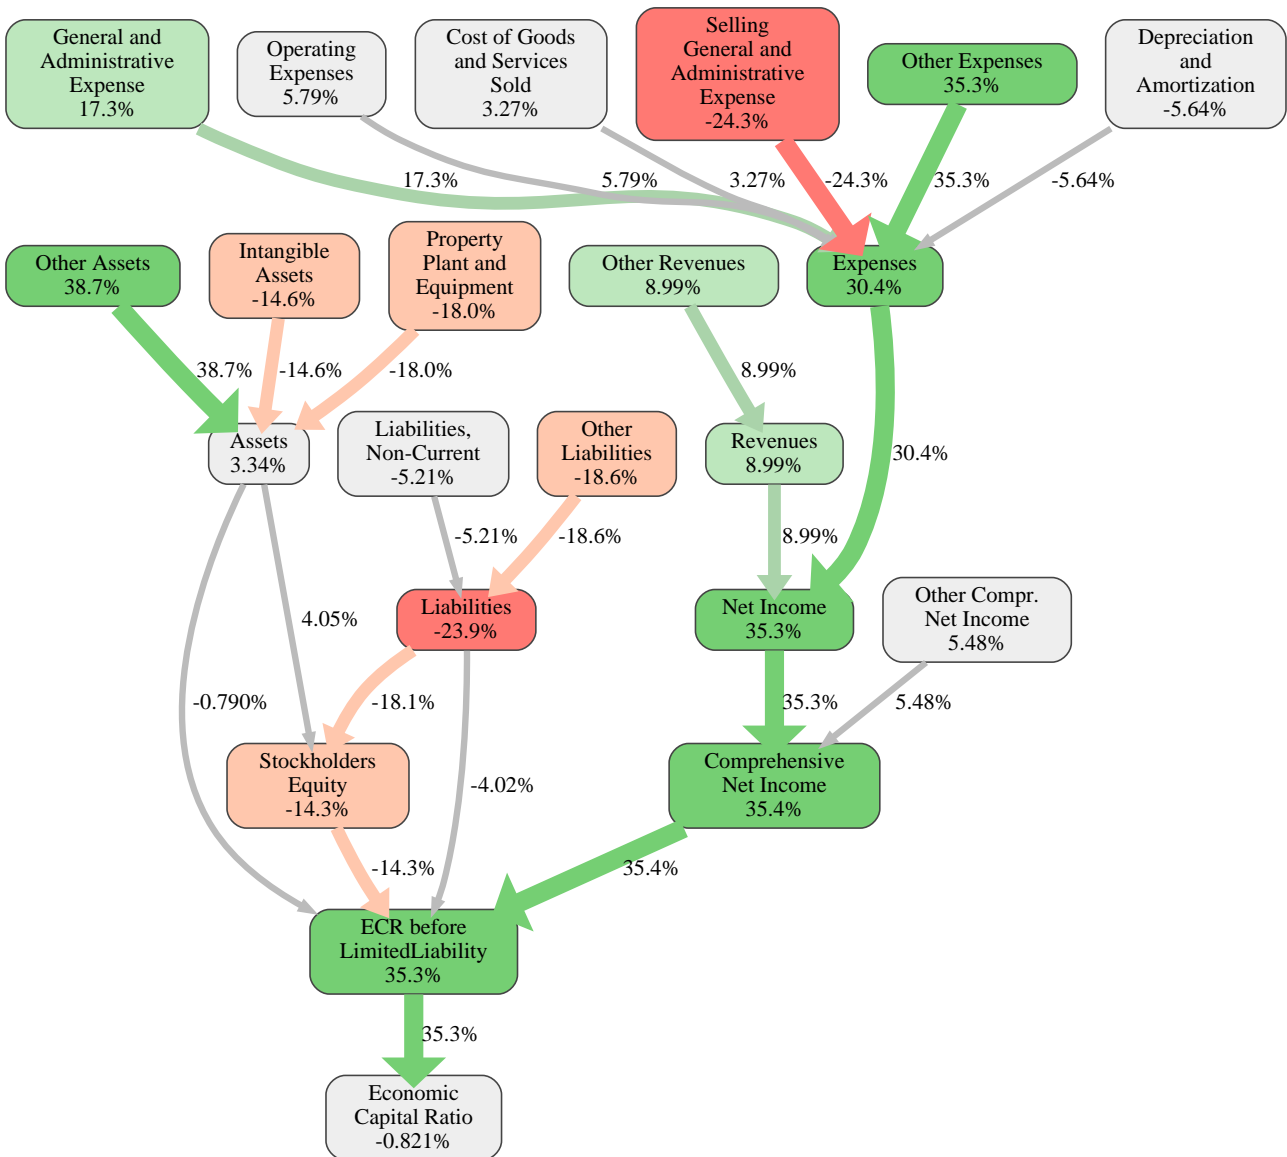 General and
Administrative
Expense
17.3%
Operating
Expenses
5.79%
Cost of Goods
and Services
Sold
3.27%
Selling
General and
Administrative
Expense
-24.3%
Other Expenses
35.3%
Depreciation
and
Amortization
-5.64%
17.3%
5.79%
3.27%
-24.3%
35.3%
-5.64%
Other Assets
38.7%
Intangible
Assets
-14.6%
Property
Plant and
Equipment
-18.0%
Other Revenues
8.99%
Expenses
30.4%
38.7%
-14.6%
-18.0%
8.99%
Assets
3.34%
Liabilities,
Non-Current
-5.21%
Other
Liabilities
-18.6%
Revenues
8.99%
30.4%
-5.21%
-18.6%
8.99%
4.05%
Liabilities
-23.9%
Net Income
35.3%
Other Compr.
Net Income
5.48%
-0.790%
-18.1%
35.3%
5.48%
Stockholders
Equity
-14.3%
-4.02%
Comprehensive
Net Income
35.4%
-14.3%
35.4%
ECR before
LimitedLiability
35.3%
35.3%
Economic
Capital Ratio
-0.821%